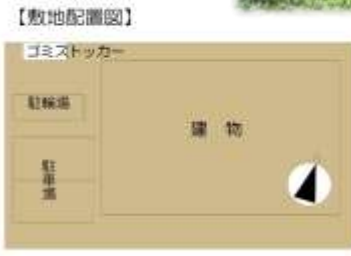 【敷地配置図】
ゴミストッカー
駐輪場
建物
駐車場